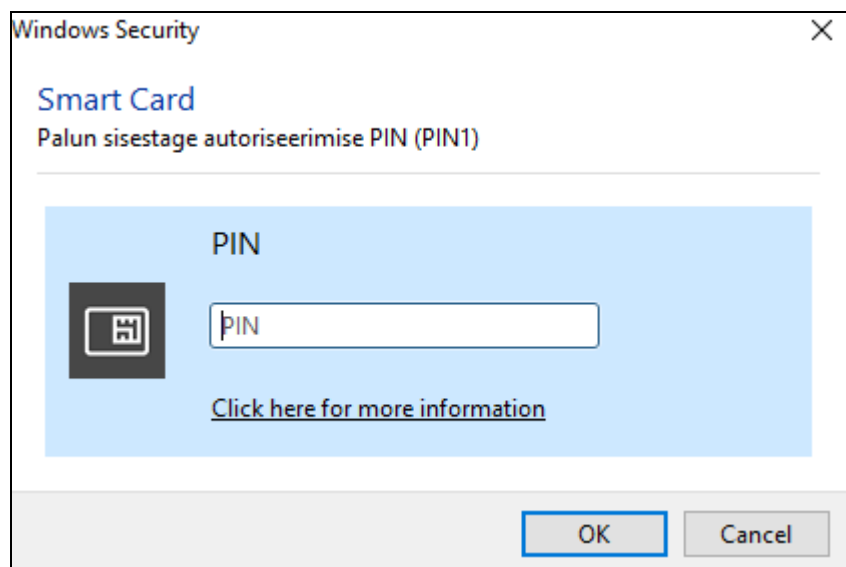 Windows Security
Smart Card
Palun sisestage autoriseerimise PIN (PIN1)
PIN
PIN
Click here for more information
OK
Cancel